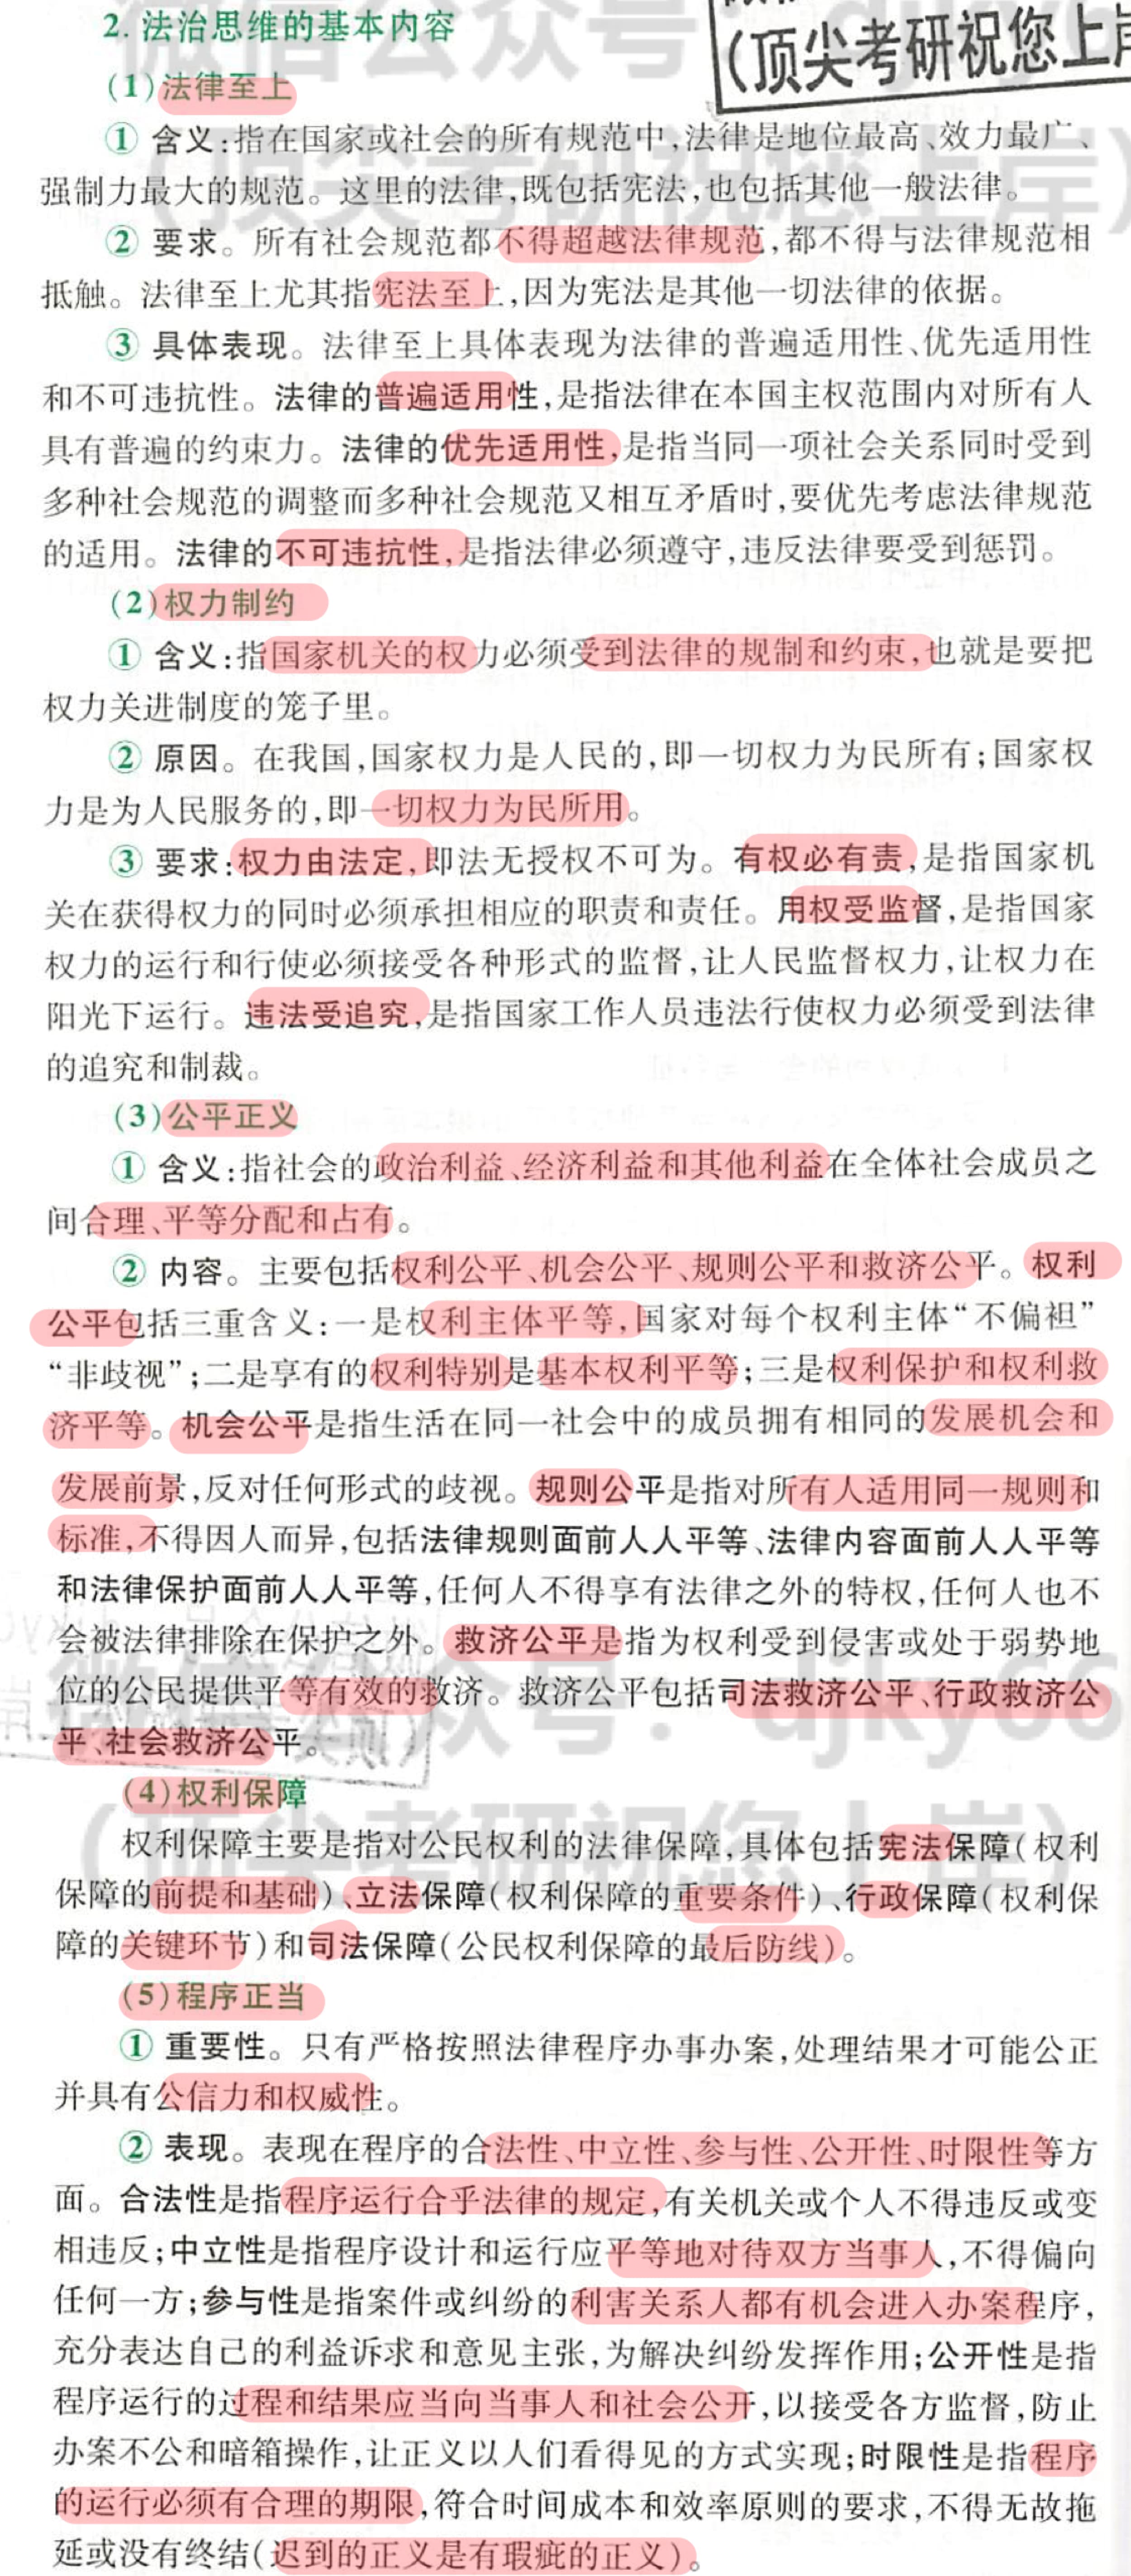 2. 法治思维的基本内容
(顶尖考研祝您上岸
(1)法律至上
① 含义:指在国家或社会的所有规范中,法律是地位最高、效力最广、
强制力最大的规范。这里的法律,既包括宪法,也包括其他一般法律。
② 要求。所有社会规范都不得超越法律规范,都不得与法律规范相
抵触。法律至上尤其指宪法至上,因为宪法是其他一切法律的依据。
③ 具体表现。法律至上具体表现为法律的普遍适用性、优先适用性
和不可违抗性。法律的普遍适用性,是指法律在本国主权范围内对所有人
具有普遍的约束力。法律的优先适用性,是指当同一项社会关系同时受到
多种社会规范的调整而多种社会规范又相互矛盾时,要优先考虑法律规范
的适用。法律的不可违抗性,是指法律必须遵守,违反法律要受到惩罚。
(2)权力制约
① 含义:指国家机关的权力必须受到法律的规制和约束,也就是要把
权力关进制度的笼子里。
② 原因。在我国,国家权力是人民的,即一切权力为民所有;国家权
力是为人民服务的,即一切权力为民所用。
③ 要求:权力由法定,即法无授权不可为。有权必有责,是指国家机
关在获得权力的同时必须承担相应的职责和责任。用权受监督,是指国家
权力的运行和行使必须接受各种形式的监督,让人民监督权力,让权力在
阳光下运行。违法受追究,是指国家工作人员违法行使权力必须受到法律
的追究和制裁。
(3)公平正义
① 含义:指社会的政治利益、经济利益和其他利益在全体社会成员之
间合理、平等分配和占有。
② 内容。主要包括权利公平、机会公平、规则公平和救济公平。权利
公平包括三重含义:一是权利主体平等,国家对每个权利主体“不偏袒”
“非歧视”;二是享有的权利特别是基本权利平等;三是权利保护和权利救
济平等。机会公平是指生活在同一社会中的成员拥有相同的发展机会和
发展前景,反对任何形式的歧视。规则公平是指对所有人适用同一规则和
标准,不得因人而异,包括法律规则面前人人平等、法律内容面前人人平等
和法律保护面前人人平等,任何人不得享有法律之外的特权,任何人也不
会被法律排除在保护之外。救济公平是指为权利受到侵害或处于弱势地
位的公民提供平等有效的救济。救济公平包括司法救济公平、行政救济公
平、社会救济公平。
微信公众号: djky66
(4)权利保障
(顶尖考研祝您上岸)
权利保障主要是指对公民权利的法律保障,具体包括宪法保障(权利
保障的前提和基础)、立法保障(权利保障的重要条件)、行政保障(权利保
障的关键环节)和司法保障(公民权利保障的最后防线)。
(5)程序正当
① 重要性。只有严格按照法律程序办事办案,处理结果才可能公正
并具有公信力和权威性。
② 表现。表现在程序的合法性、中立性、参与性、公开性、时限性等方
面。合法性是指程序运行合乎法律的规定,有关机关或个人不得违反或变
相违反;中立性是指程序设计和运行应平等地对待双方当事人,不得偏向
任何一方;参与性是指案件或纠纷的利害关系人都有机会进入办案程序,
充分表达自己的利益诉求和意见主张,为解决纠纷发挥作用;公开性是指
程序运行的过程和结果应当向当事人和社会公开,以接受各方监督,防止
办案不公和暗箱操作,让正义以人们看得见的方式实现;时限性是指程序
的运行必须有合理的期限,符合时间成本和效率原则的要求,不得无故拖
延或没有终结(迟到的正义是有瑕疵的正义)。